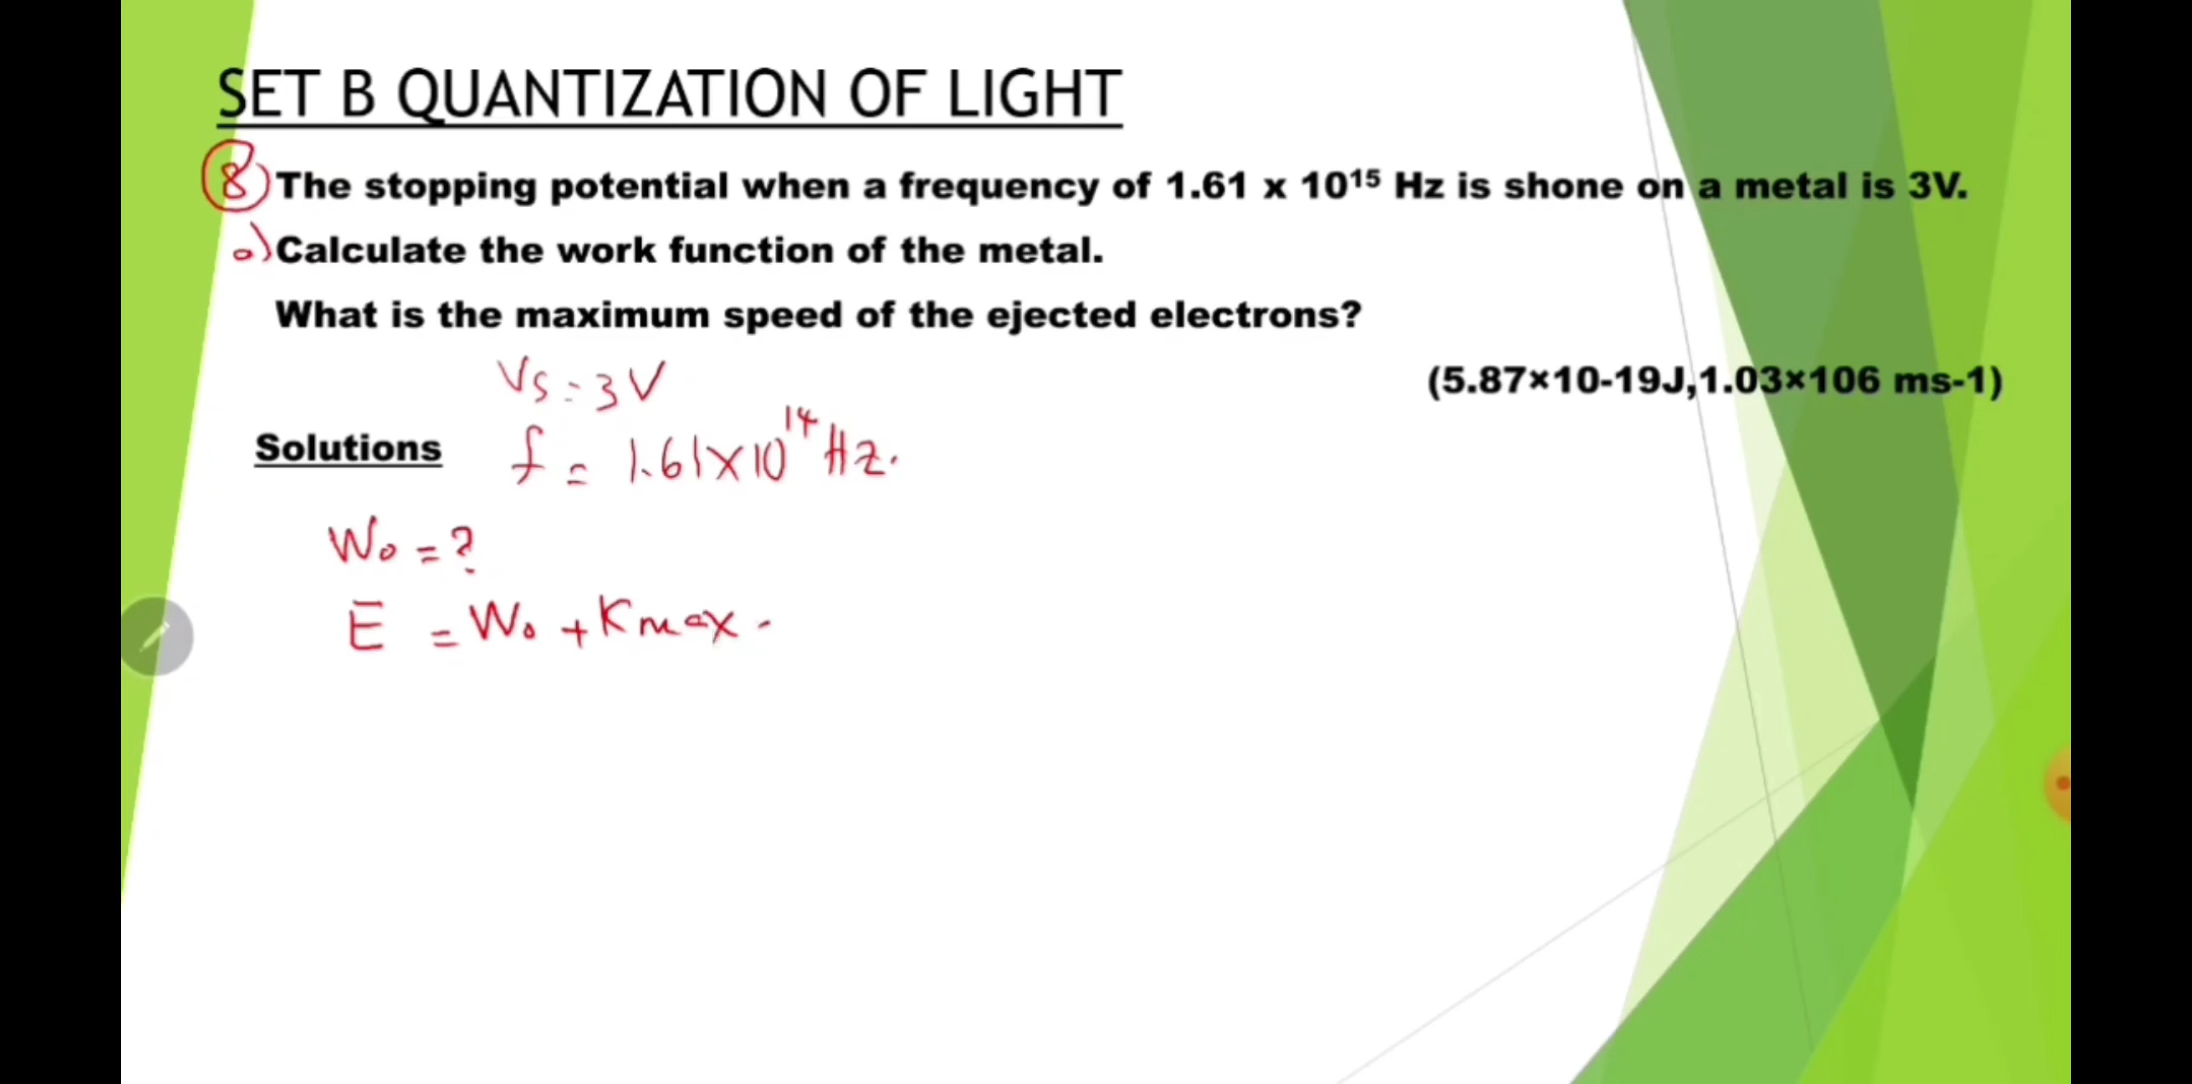 SET B QUANTIZATION OF LIGHT
8) The stopping potential when a frequency of 1.61 x 10¹⁵ Hz is shone on a metal is 3V.
a) Calculate the work function of the metal.
What is the maximum speed of the ejected electrons?
Vs = 3V
(5.87×10-19J,1.03×106 ms-1)
Solutions
f = 1.61×10¹⁴ Hz.
Wo = ?
E = Wo + Kmax.